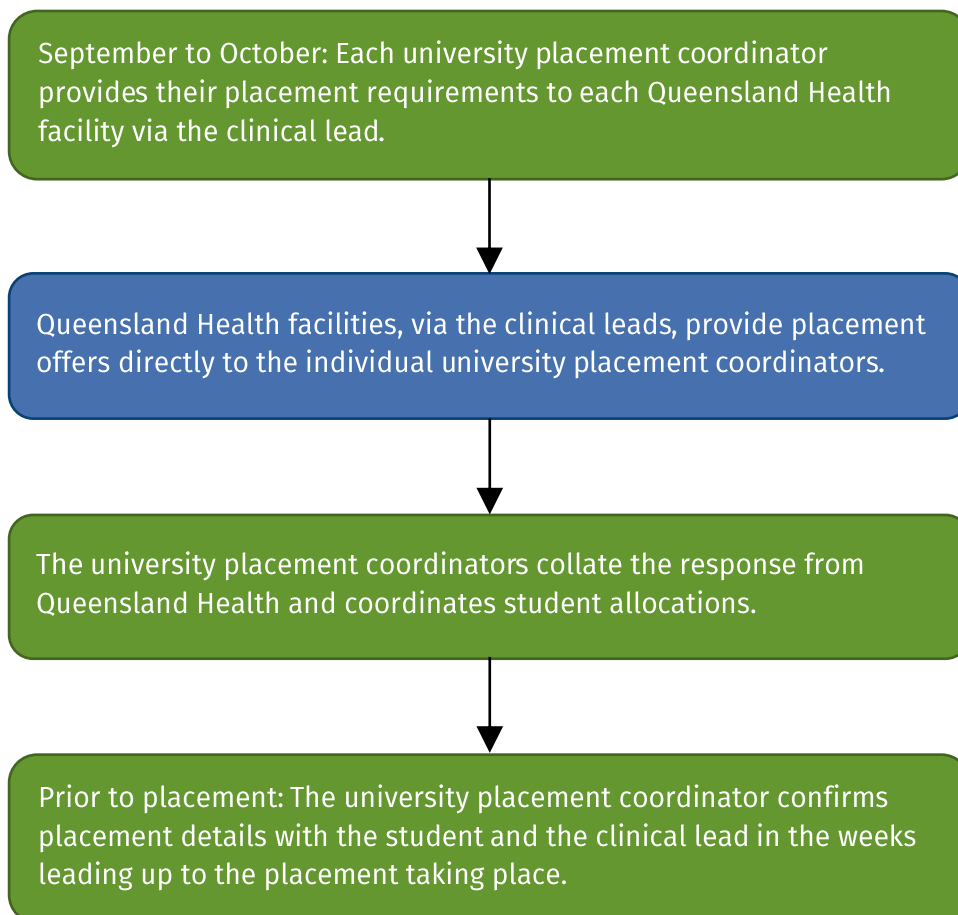 September to October: Each university placement coordinator
provides their placement requirements to each Queensland Health
facility via the clinical lead.
Queensland Health facilities, via the clinical leads, provide placement
offers directly to the individual university placement coordinators.
The university placement coordinators collate the response from
Queensland Health and coordinates student allocations.
Prior to placement: The university placement coordinator confirms
placement details with the student and the clinical lead in the weeks
leading up to the placement taking place.